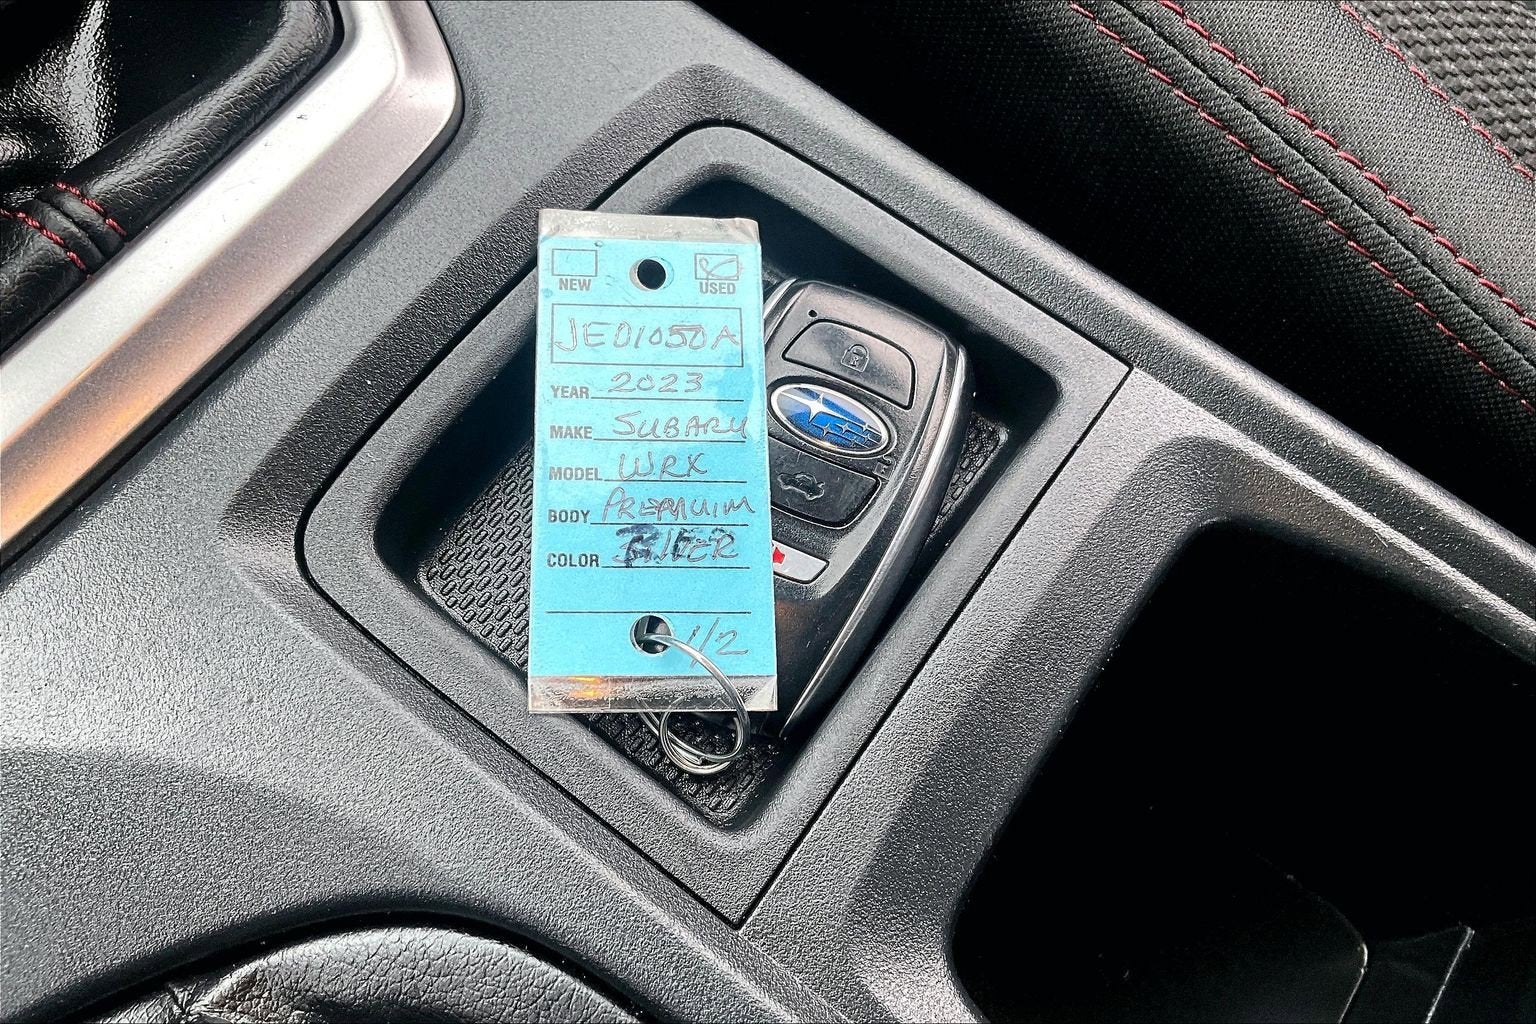 NEW USED
JE01050A
YEAR 2023
MAKE SUBARU
MODEL WRX
BODY PREMUIM
COLOR
1/2